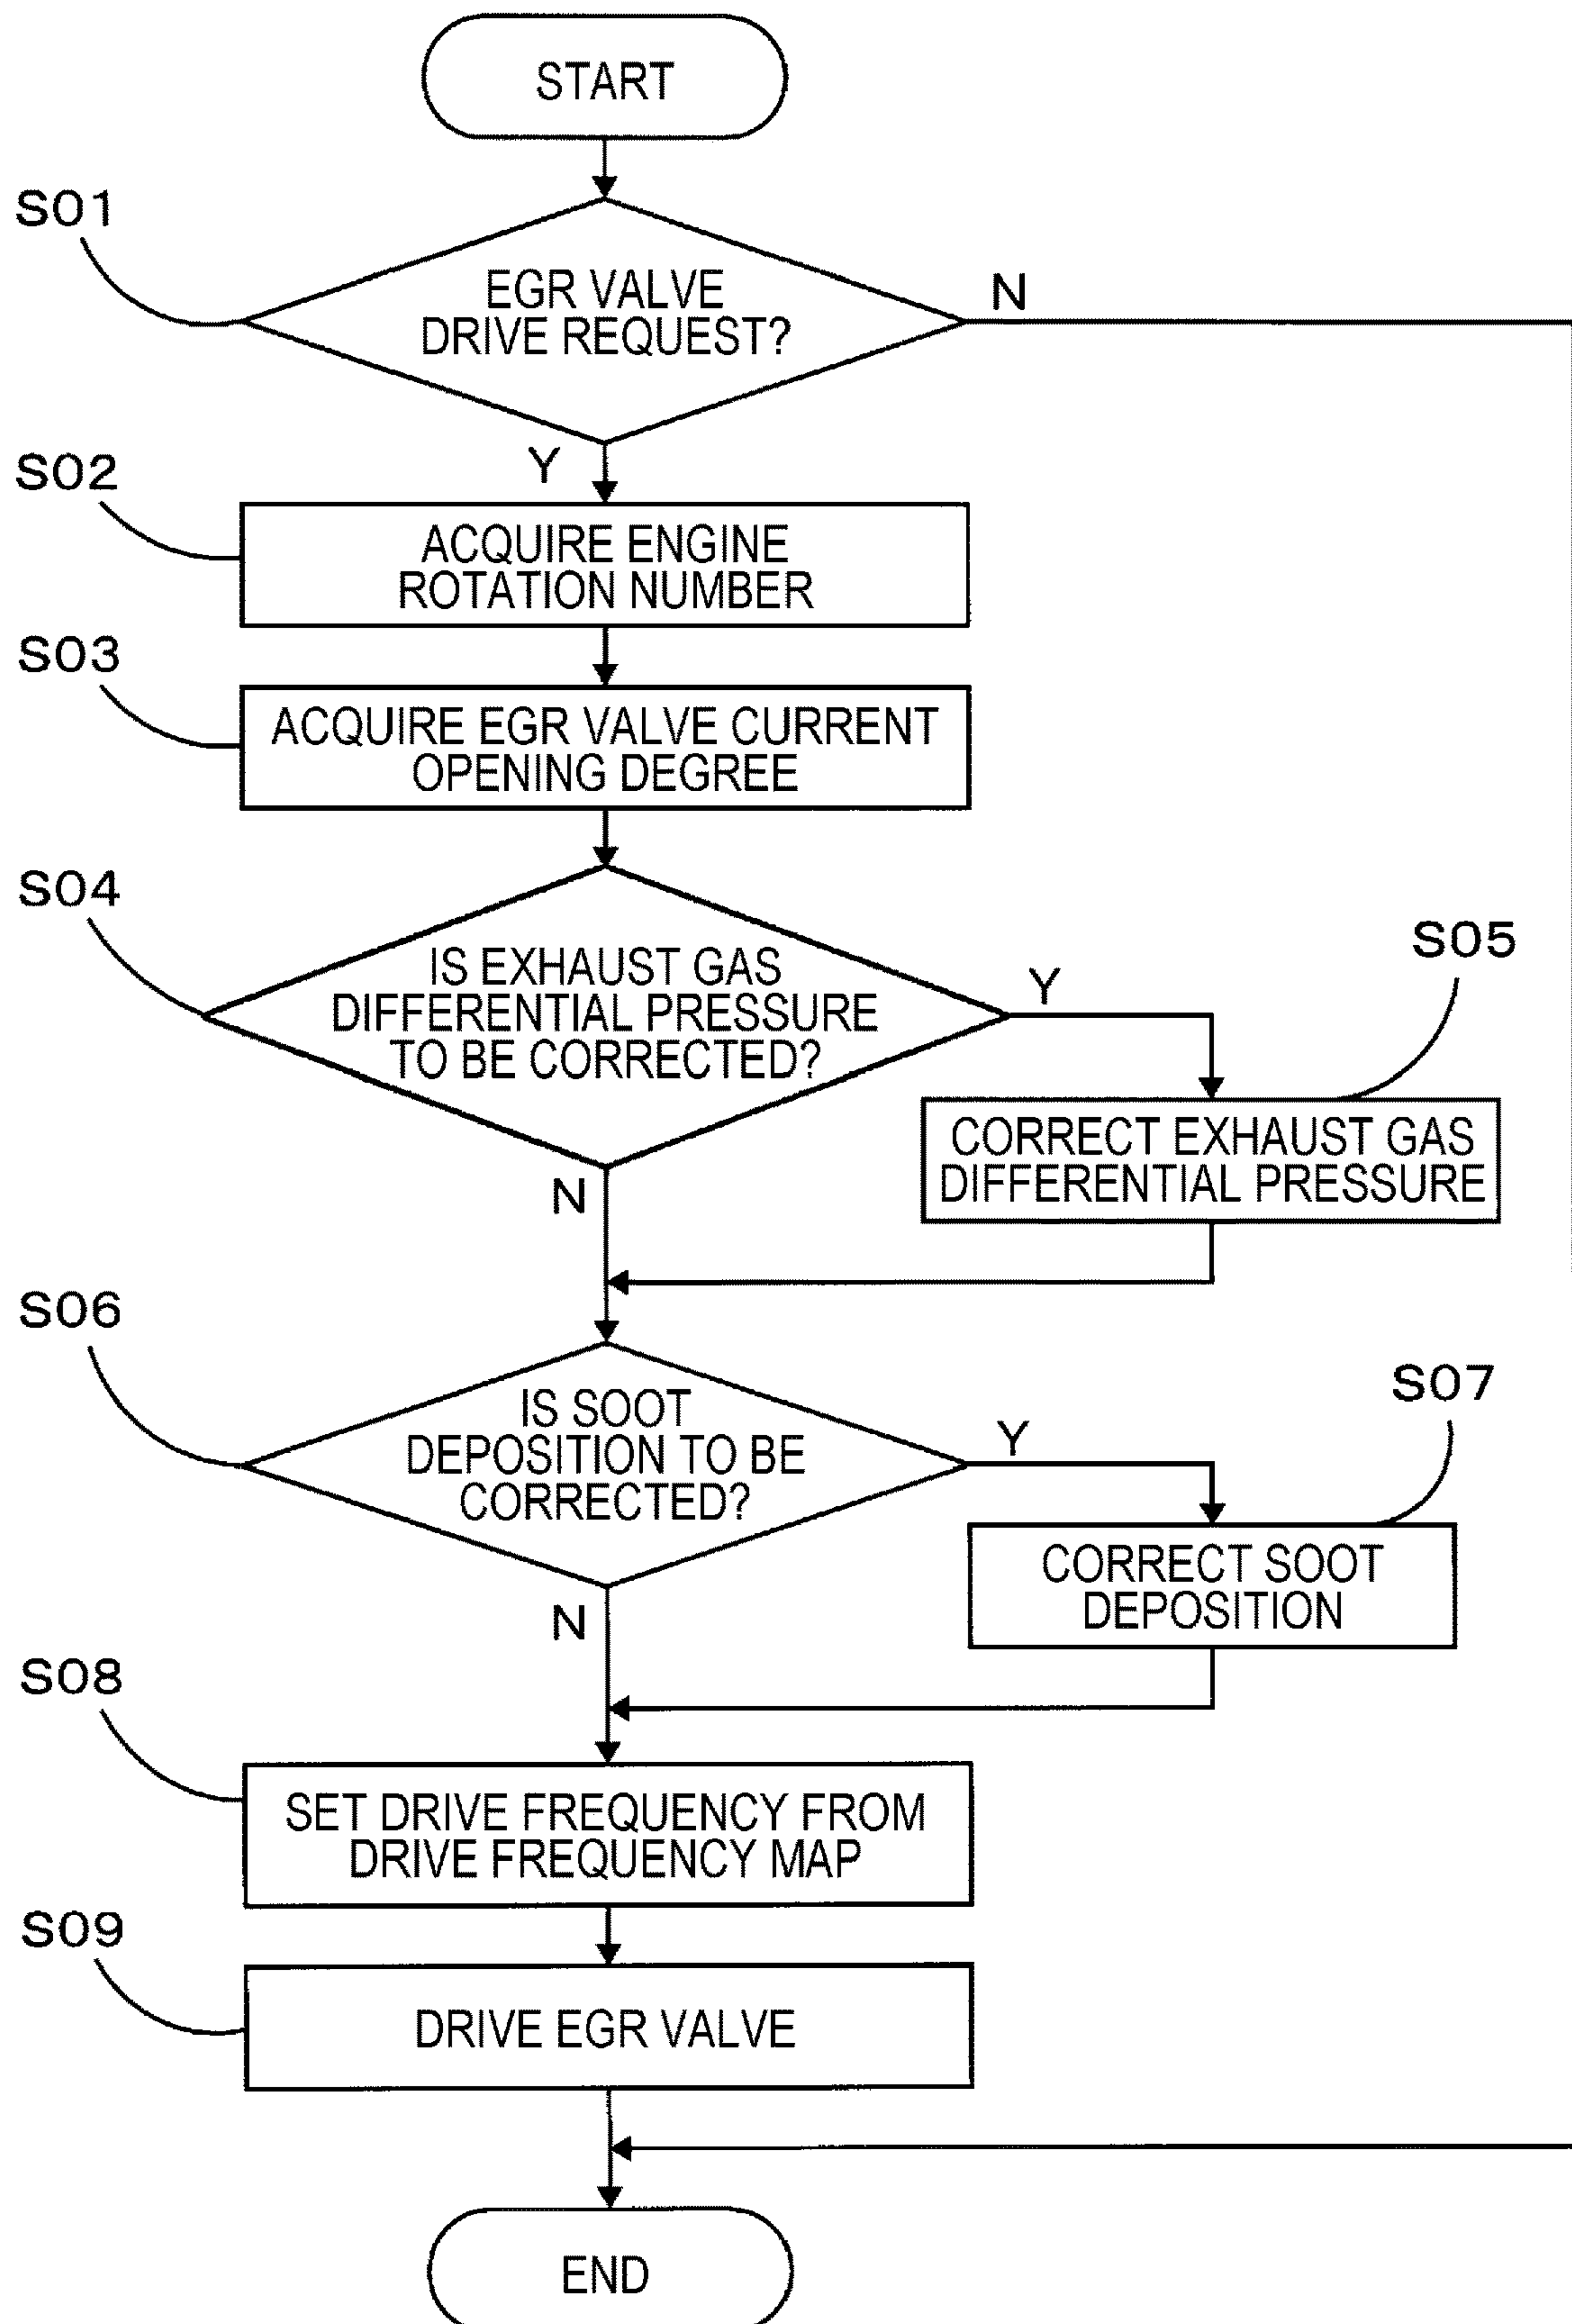 START
S01
EGR VALVE
DRIVE REQUEST?
N
Y
S02
ACQUIRE ENGINE
ROTATION NUMBER
S03
ACQUIRE EGR VALVE CURRENT
OPENING DEGREE
S04
IS EXHAUST GAS
DIFFERENTIAL PRESSURE
TO BE CORRECTED?
Y
S05
CORRECT EXHAUST GAS
DIFFERENTIAL PRESSURE
N
S06
IS SOOT
DEPOSITION TO BE
CORRECTED?
Y
S07
CORRECT SOOT
DEPOSITION
N
S08
SET DRIVE FREQUENCY FROM
DRIVE FREQUENCY MAP
S09
DRIVE EGR VALVE
END